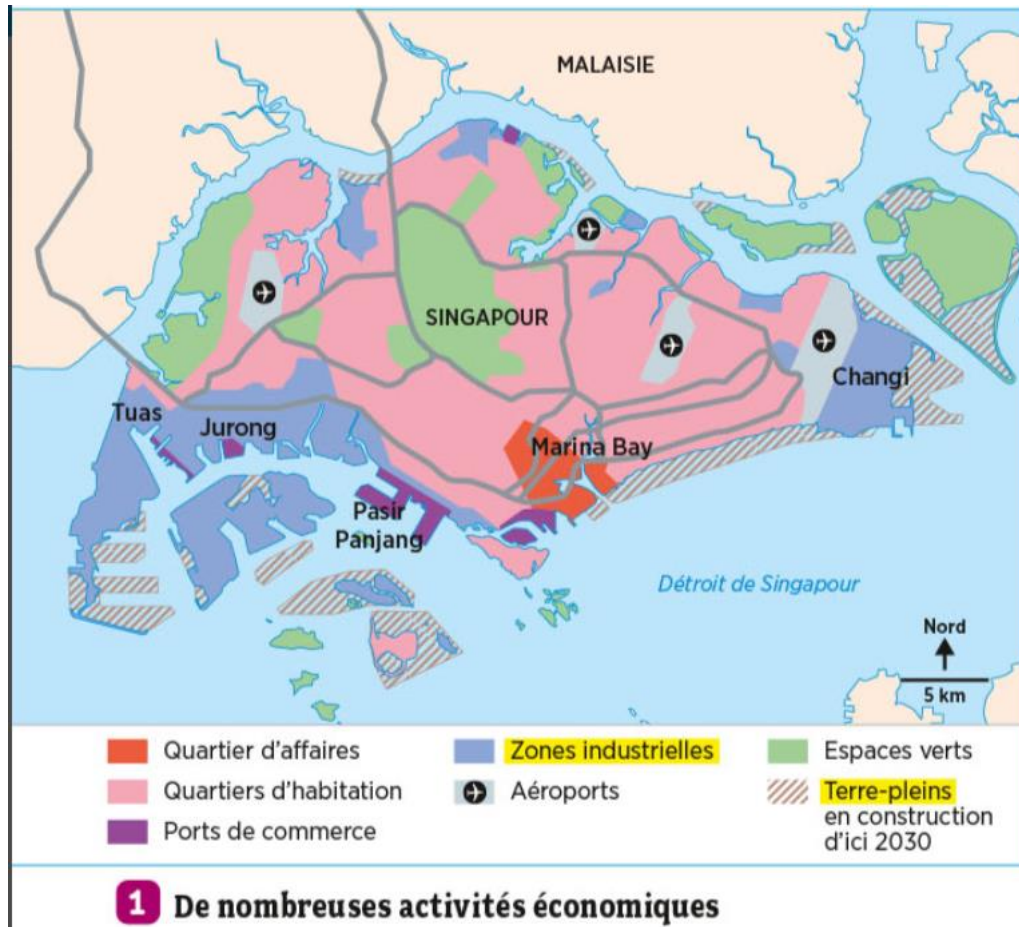 MALAISIE
SINGAPOUR
Changi
Tuas
Jurong
Marina Bay
Pasir
Panjang
Détroit de Singapour
Nord
5 km
Quartier d'affaires
Zones industrielles
Espaces verts
Quartiers d'habitation
Aéroports
Terre-pleins
en construction
d'ici 2030
Ports de commerce
1 De nombreuses activités économiques